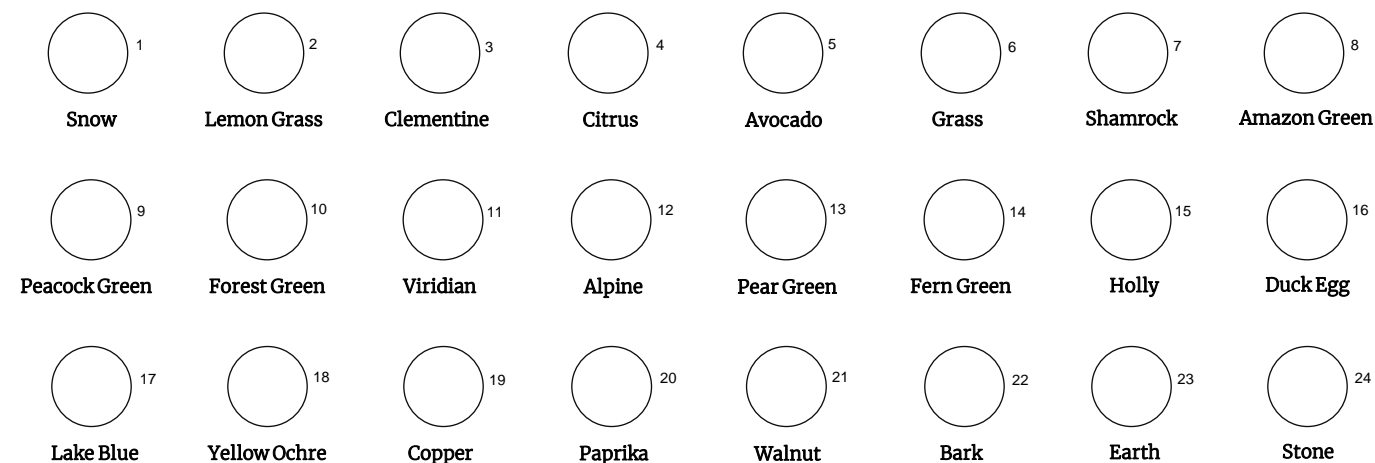 1 2 3 4 5 6 7 8
Snow Lemon Grass Clementine Citrus Avocado Grass Shamrock Amazon Green
9 10 11 12 13 14 15 16
Peacock Green Forest Green Viridian Alpine Pear Green Fern Green Holly Duck Egg
17 18 19 20 21 22 23 24
Lake Blue Yellow Ochre Copper Paprika Walnut Bark Earth Stone